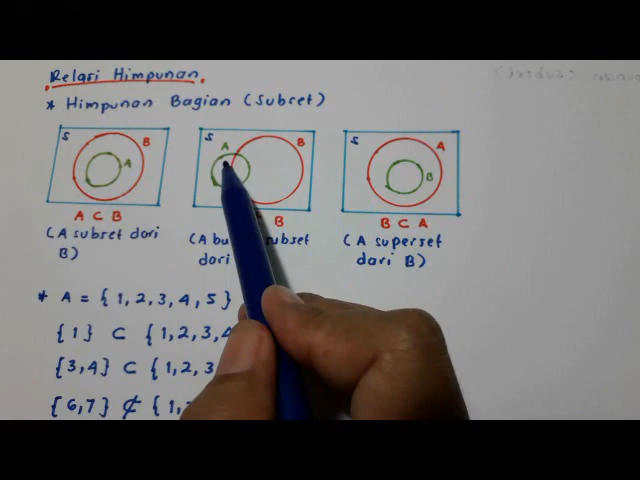 Relasi Himpunan.
* Himpunan Bagian (Subset)
S A B
S A B
S A B
A ⊂ B
B
B ⊂ A
(A subset dari B)
(A subset dari
(A superset dari B)
* A = {1, 2, 3, 4, 5}
{1} ⊂ {1, 2, 3, 4
{3,4} ⊂ {1, 2, 3
{6,7} ⊄ {1,